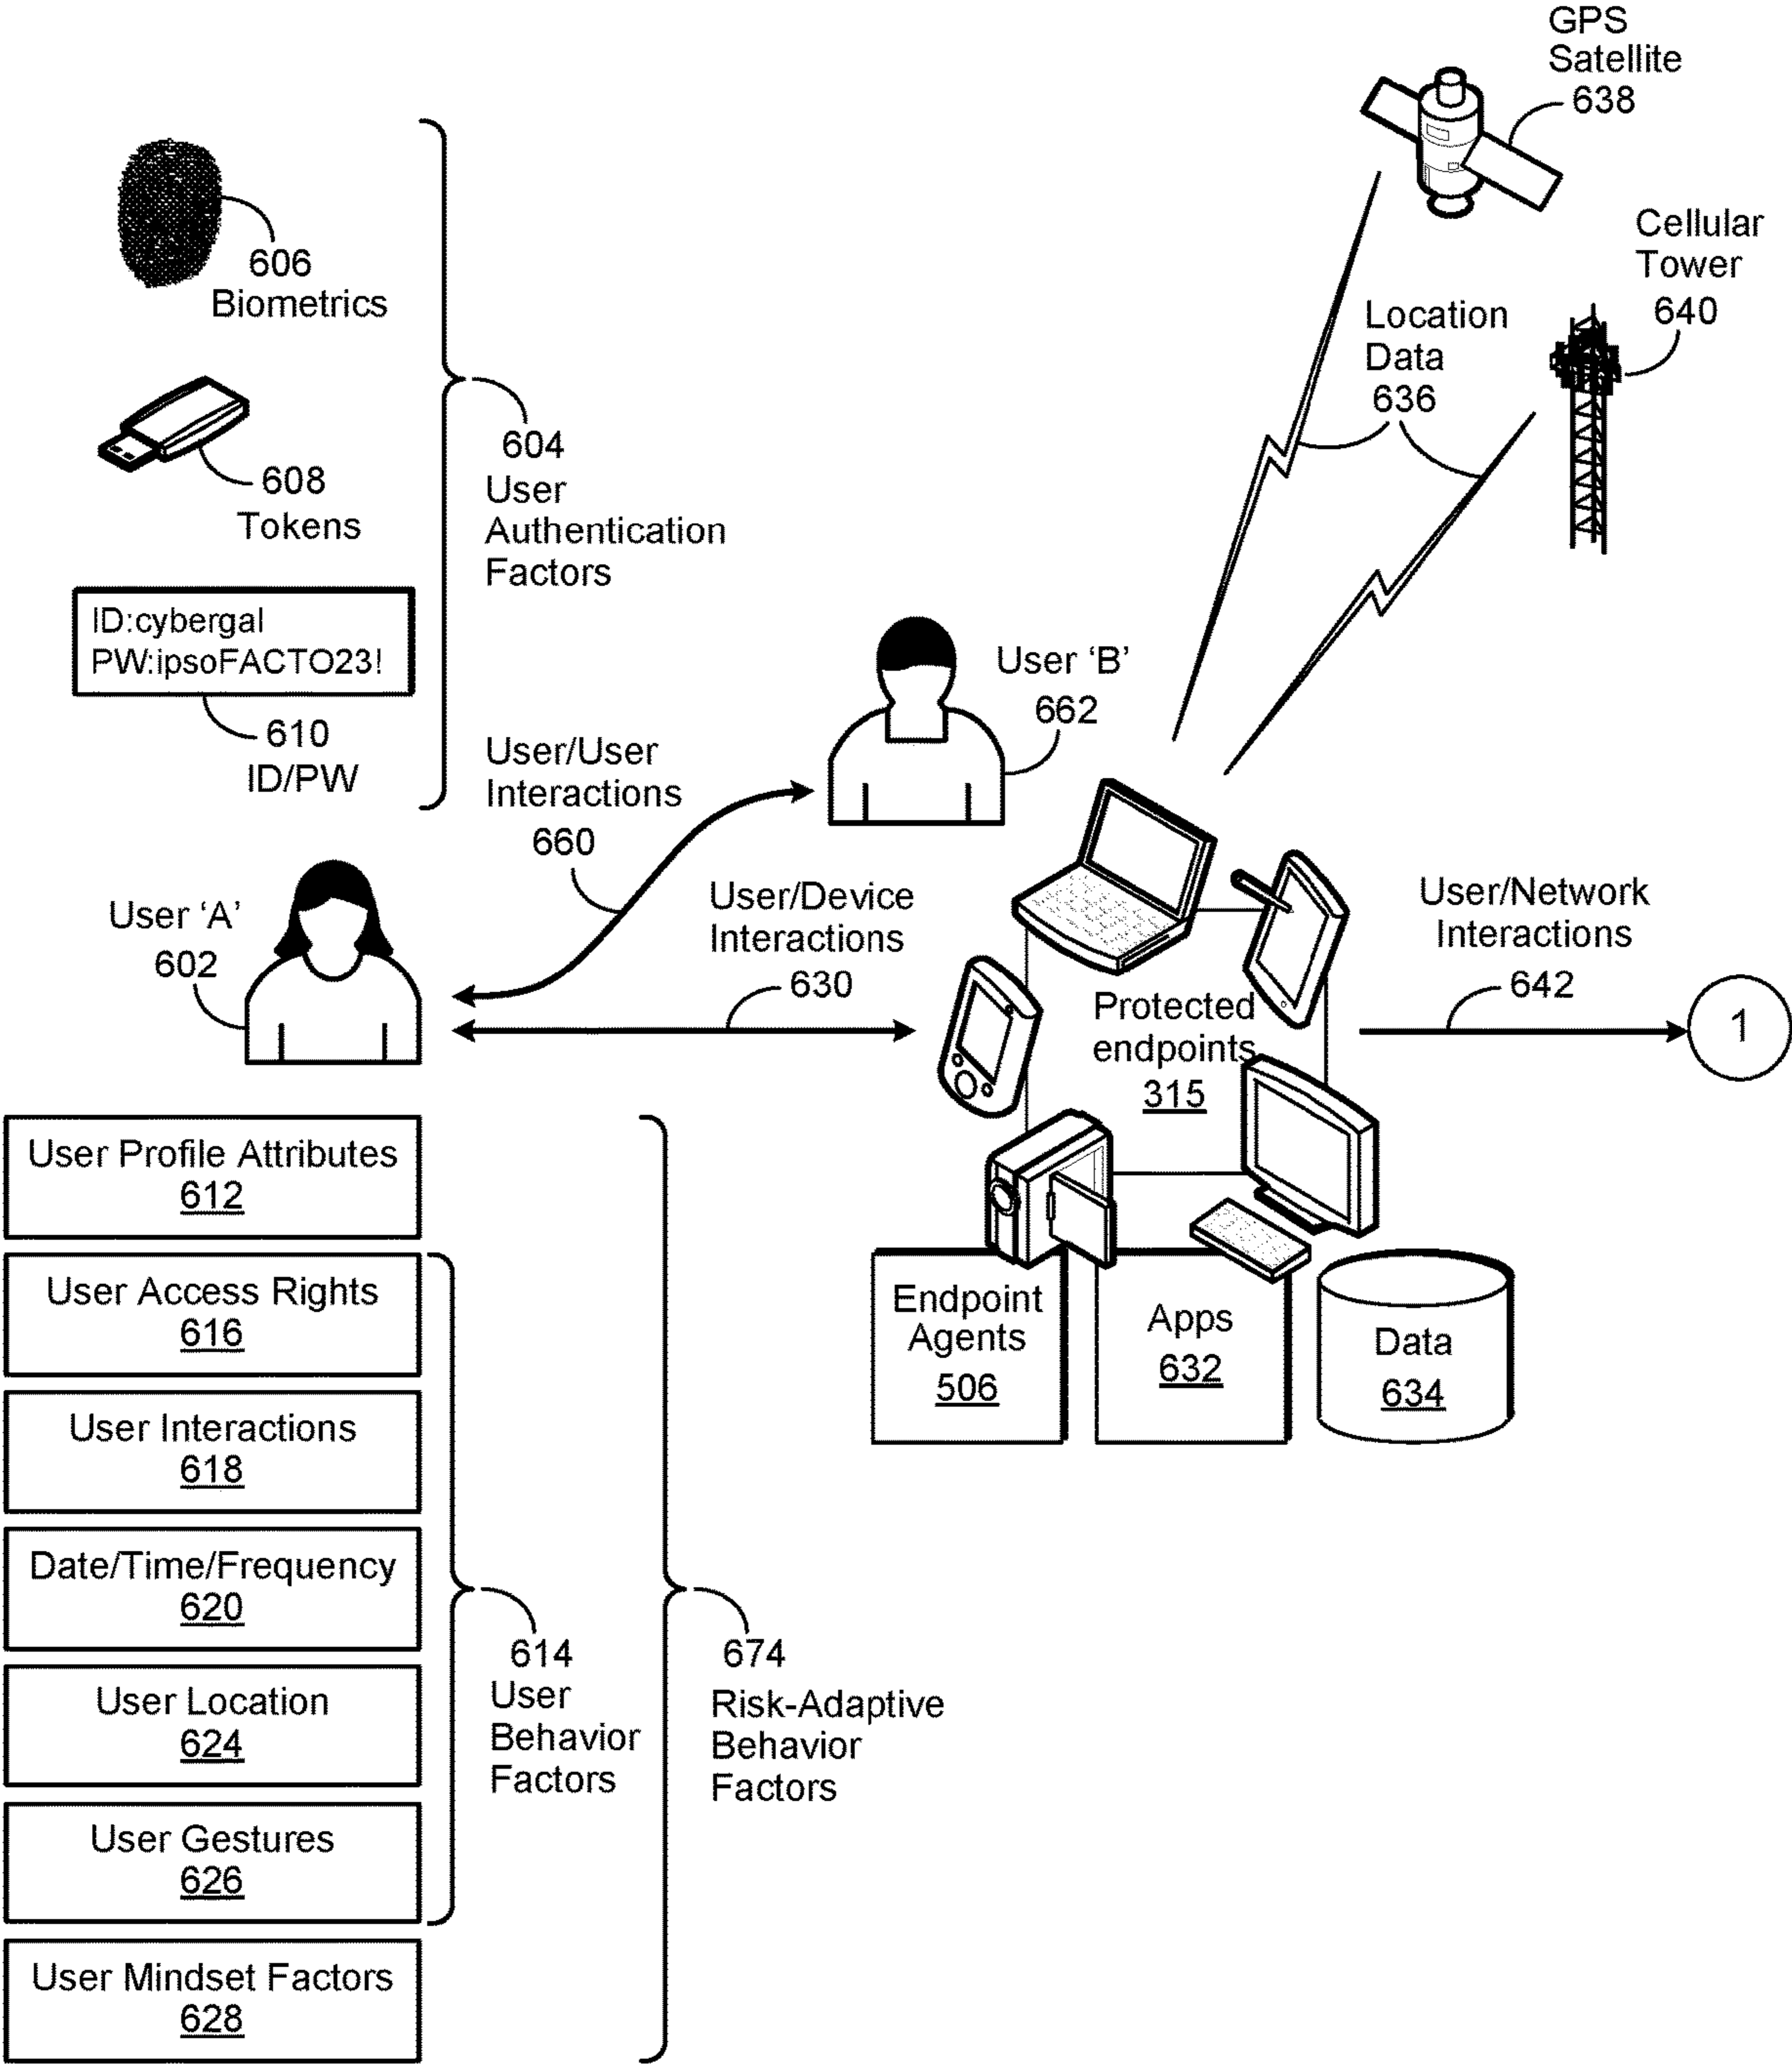 GPS
Satellite
638
Cellular
Tower
640
Location
Data
636
606
Biometrics
608
Tokens
ID:cybergal
PW:ipsoFACTO23!
610
ID/PW
604
User
Authentication
Factors
User ‘B’
662
User/User
Interactions
660
User ‘A’
602
User/Device
Interactions
630
User/Network
Interactions
642
1
Protected
endpoints
315
Endpoint
Agents
506
Apps
632
Data
634
User Profile Attributes
612
User Access Rights
616
User Interactions
618
Date/Time/Frequency
620
User Location
624
User Gestures
626
User Mindset Factors
628
614
User
Behavior
Factors
674
Risk-Adaptive
Behavior
Factors